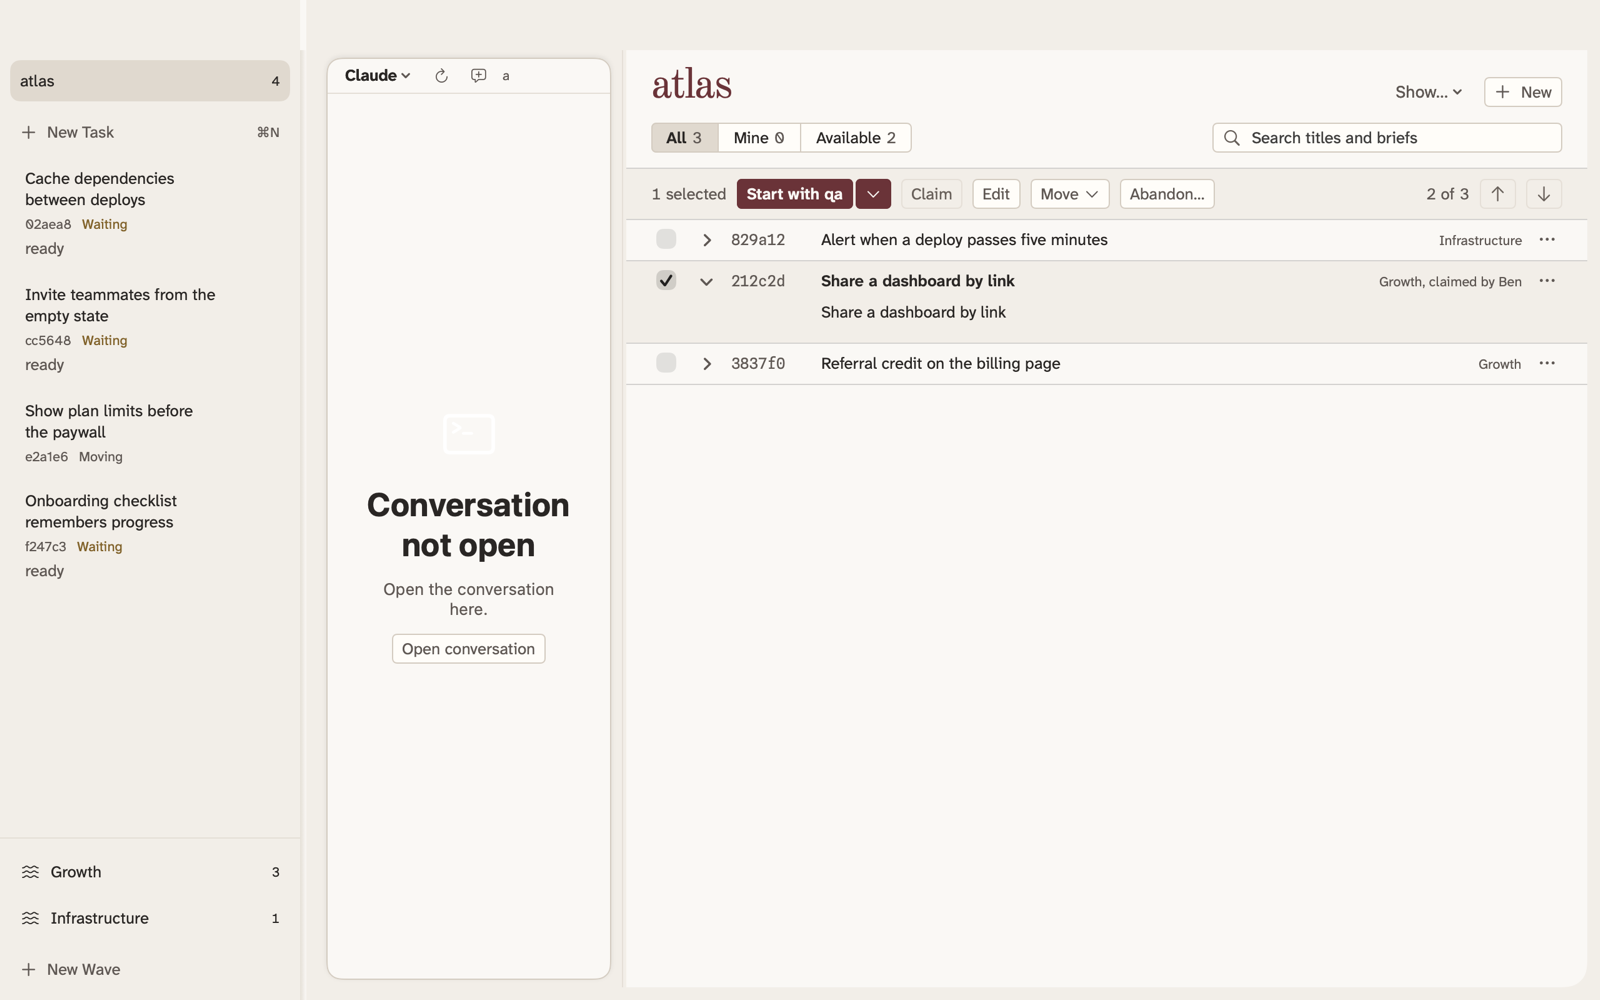 atlas 4
New Task ⌘N
Cache dependencies
between deploys
02aea8 Waiting
ready
Invite teammates from the
empty state
cc5648 Waiting
ready
Show plan limits before
the paywall
e2a1e6 Moving
Onboarding checklist
remembers progress
f247c3 Waiting
ready
Growth 3
Infrastructure 1
New Wave
Claude a
Conversation
not open
Open the conversation
here.
Open conversation
atlas
Show... New
All 3 Mine 0 Available 2 Search titles and briefs
1 selected Start with qa Claim Edit Move Abandon... 2 of 3
829a12 Alert when a deploy passes five minutes Infrastructure
212c2d Share a dashboard by link Growth, claimed by Ben
Share a dashboard by link
3837f0 Referral credit on the billing page Growth